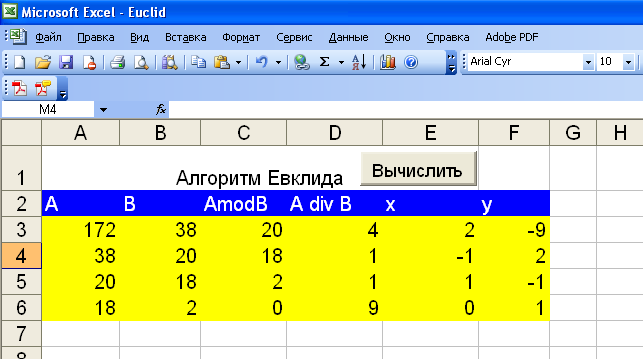 Microsoft Excel - Euclid
Файл Правка Вид Вставка Формат Сервис Данные Окно Справка Adobe PDF
Arial Cyr 10
M4 fx
A B C D E F G H
1 Алгоритм Евклида Вычислить
2 A B AmodB A div B x y
3 172 38 20 4 2 -9
4 38 20 18 1 -1 2
5 20 18 2 1 1 -1
6 18 2 0 9 0 1
7
8